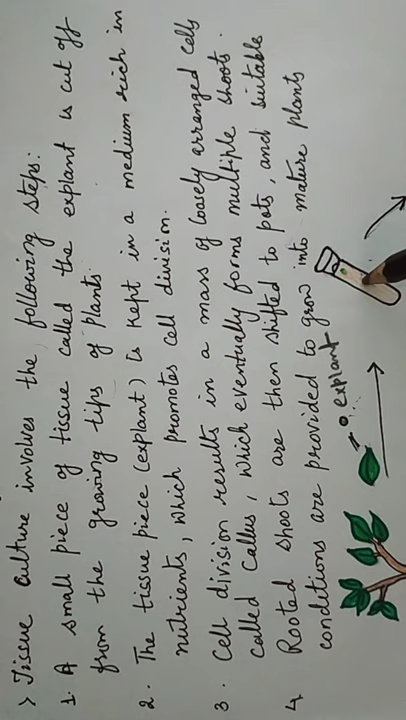 > Tissue culture involves the following steps:
1. A small piece of tissue called the explant is cut off
from the growing tips of Plants.
2. The tissue piece (explant) is kept in a medium rich in
nutrients, which promotes cell division.
3. Cell division results in a mass of loosely arranged cells
called Callus, which eventually forms multiple shoots.
4 Rooted shoots are then shifted to pots, and suitable
conditions are provided to grow into mature plants
explant